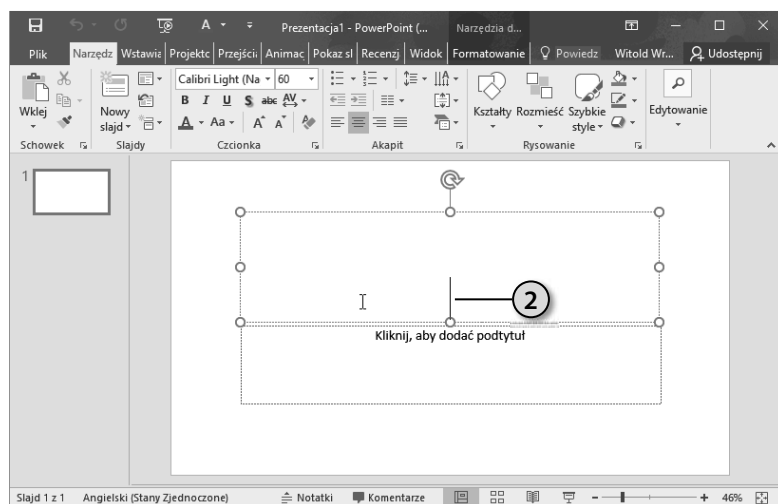 Prezentacja1 - PowerPoint (... Narzędzia d...
Plik Narzędz Wstawie Projektc Przejści Animac Pokaz sl Recenzj Widok Formatowanie Powiedz Witold Wr... Udostępnij
Calibri Light (Na 60
Wklej Nowy slajd B I U S abc AV Kształty Rozmieść Szybkie style Edytowanie
A Aa A A
Schowek Slajdy Czcionka Akapit Rysowanie
1
2
Kliknij, aby dodać podtytuł
Slajd 1 z 1 Angielski (Stany Zjednoczone) Notatki Komentarze 46%